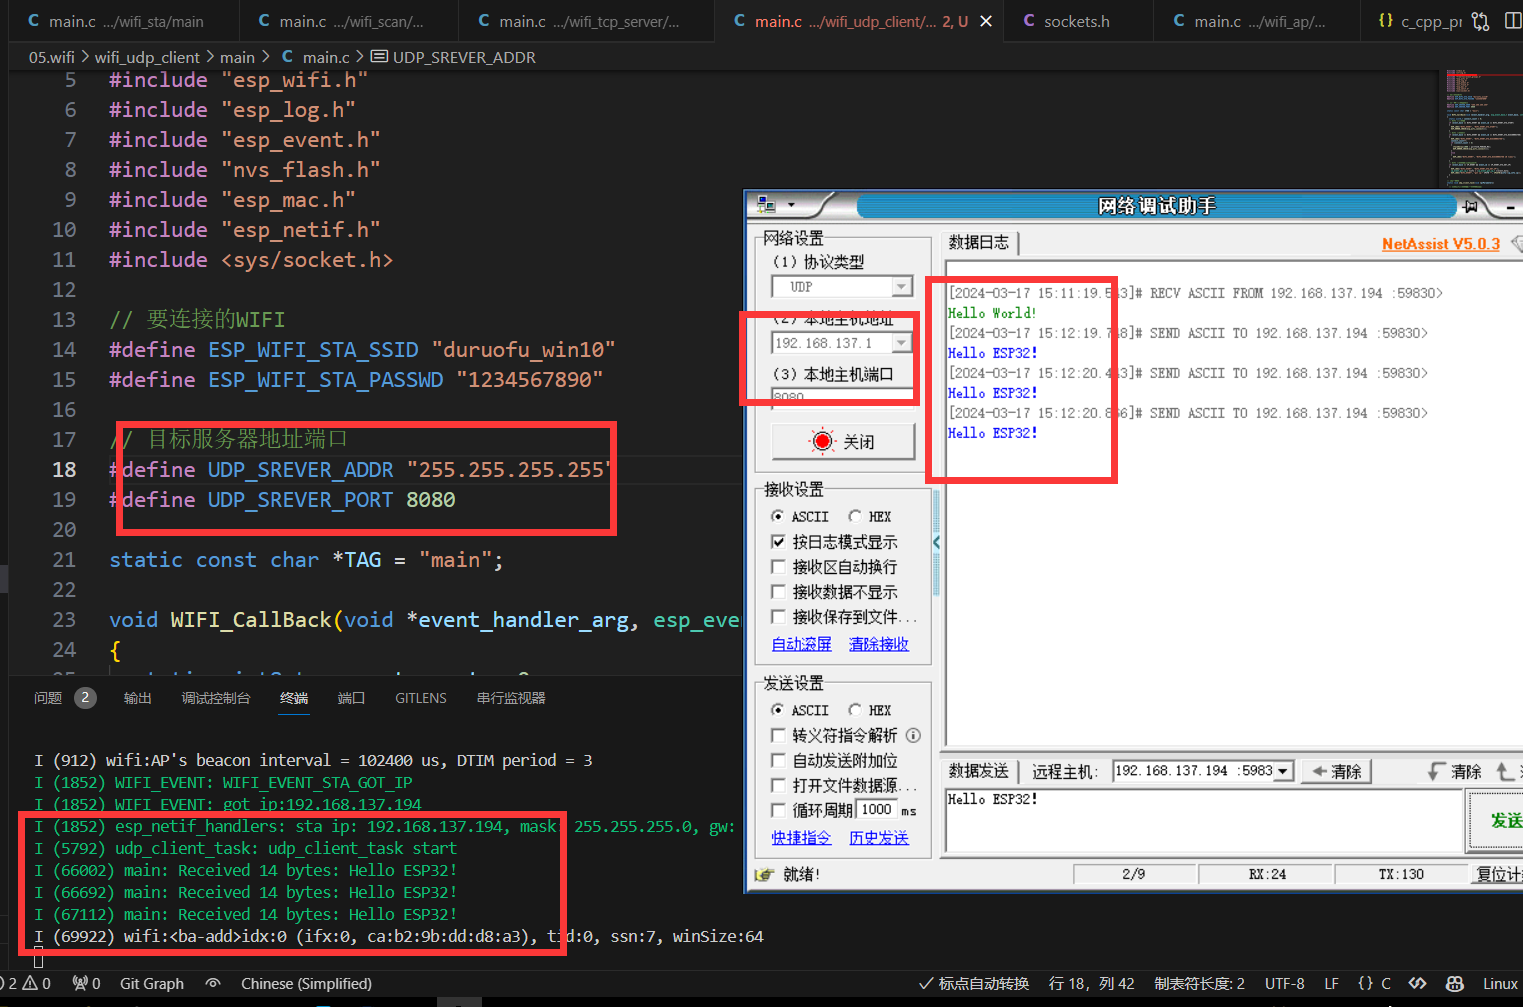 main.c .../wifi_sta/main
main.c .../wifi_scan/...
main.c .../wifi_tcp_server/...
main.c .../wifi_udp_client/... 2, U
sockets.h
main.c .../wifi_ap/...
{} c_cpp_pr
05.wifi > wifi_udp_client > main > C main.c > UDP_SREVER_ADDR
5 #include "esp_wifi.h"
6 #include "esp_log.h"
7 #include "esp_event.h"
8 #include "nvs_flash.h"
9 #include "esp_mac.h"
10 #include "esp_netif.h"
11 #include <sys/socket.h>
12
13 // 要连接的WIFI
14 #define ESP_WIFI_STA_SSID "duruofu_win10"
15 #define ESP_WIFI_STA_PASSWD "1234567890"
16
17 // 目标服务器地址端口
18 #define UDP_SREVER_ADDR "255.255.255.255"
19 #define UDP_SREVER_PORT 8080
20
21 static const char *TAG = "main";
22
23 void WIFI_CallBack(void *event_handler_arg, esp_eve
24 {
问题 2 输出 调试控制台 终端 端口 GITLENS 串行监视器
I (912) wifi:AP's beacon interval = 102400 us, DTIM period = 3
I (1852) WIFI_EVENT: WIFI_EVENT_STA_GOT_IP
I (1852) WIFI_EVENT: got ip:192.168.137.194
I (1852) esp_netif_handlers: sta ip: 192.168.137.194, mask: 255.255.255.0, gw:
I (5792) udp_client_task: udp_client_task start
I (66002) main: Received 14 bytes: Hello ESP32!
I (66692) main: Received 14 bytes: Hello ESP32!
I (67112) main: Received 14 bytes: Hello ESP32!
I (69922) wifi:<ba-add>idx:0 (ifx:0, ca:b2:9b:dd:d8:a3), tid:0, ssn:7, winSize:64
网络调试助手
网络设置
(1) 协议类型
UDP
(2) 本地主机地址
192.168.137.1
(3) 本地主机端口
8080
关闭
接收设置
ASCII HEX
按日志模式显示
接收区自动换行
接收数据不显示
接收保存到文件...
自动滚屏 清除接收
发送设置
ASCII HEX
转义符指令解析
自动发送附加位
打开文件数据源...
循环周期 1000 ms
快捷指令 历史发送
数据日志
NetAssist V5.0.3
[2024-03-17 15:11:19.543]# RECV ASCII FROM 192.168.137.194 :59830>
Hello World!
[2024-03-17 15:12:19.748]# SEND ASCII TO 192.168.137.194 :59830>
Hello ESP32!
[2024-03-17 15:12:20.443]# SEND ASCII TO 192.168.137.194 :59830>
Hello ESP32!
[2024-03-17 15:12:20.866]# SEND ASCII TO 192.168.137.194 :59830>
Hello ESP32!
数据发送 远程主机: 192.168.137.194 :5983 清除 清除
Hello ESP32!
发送
就绪! 2/9 RX:24 TX:130 复位计
2 0 0 Git Graph Chinese (Simplified) 标点自动转换 行 18，列 42 制表符长度: 2 UTF-8 LF {} C Linux